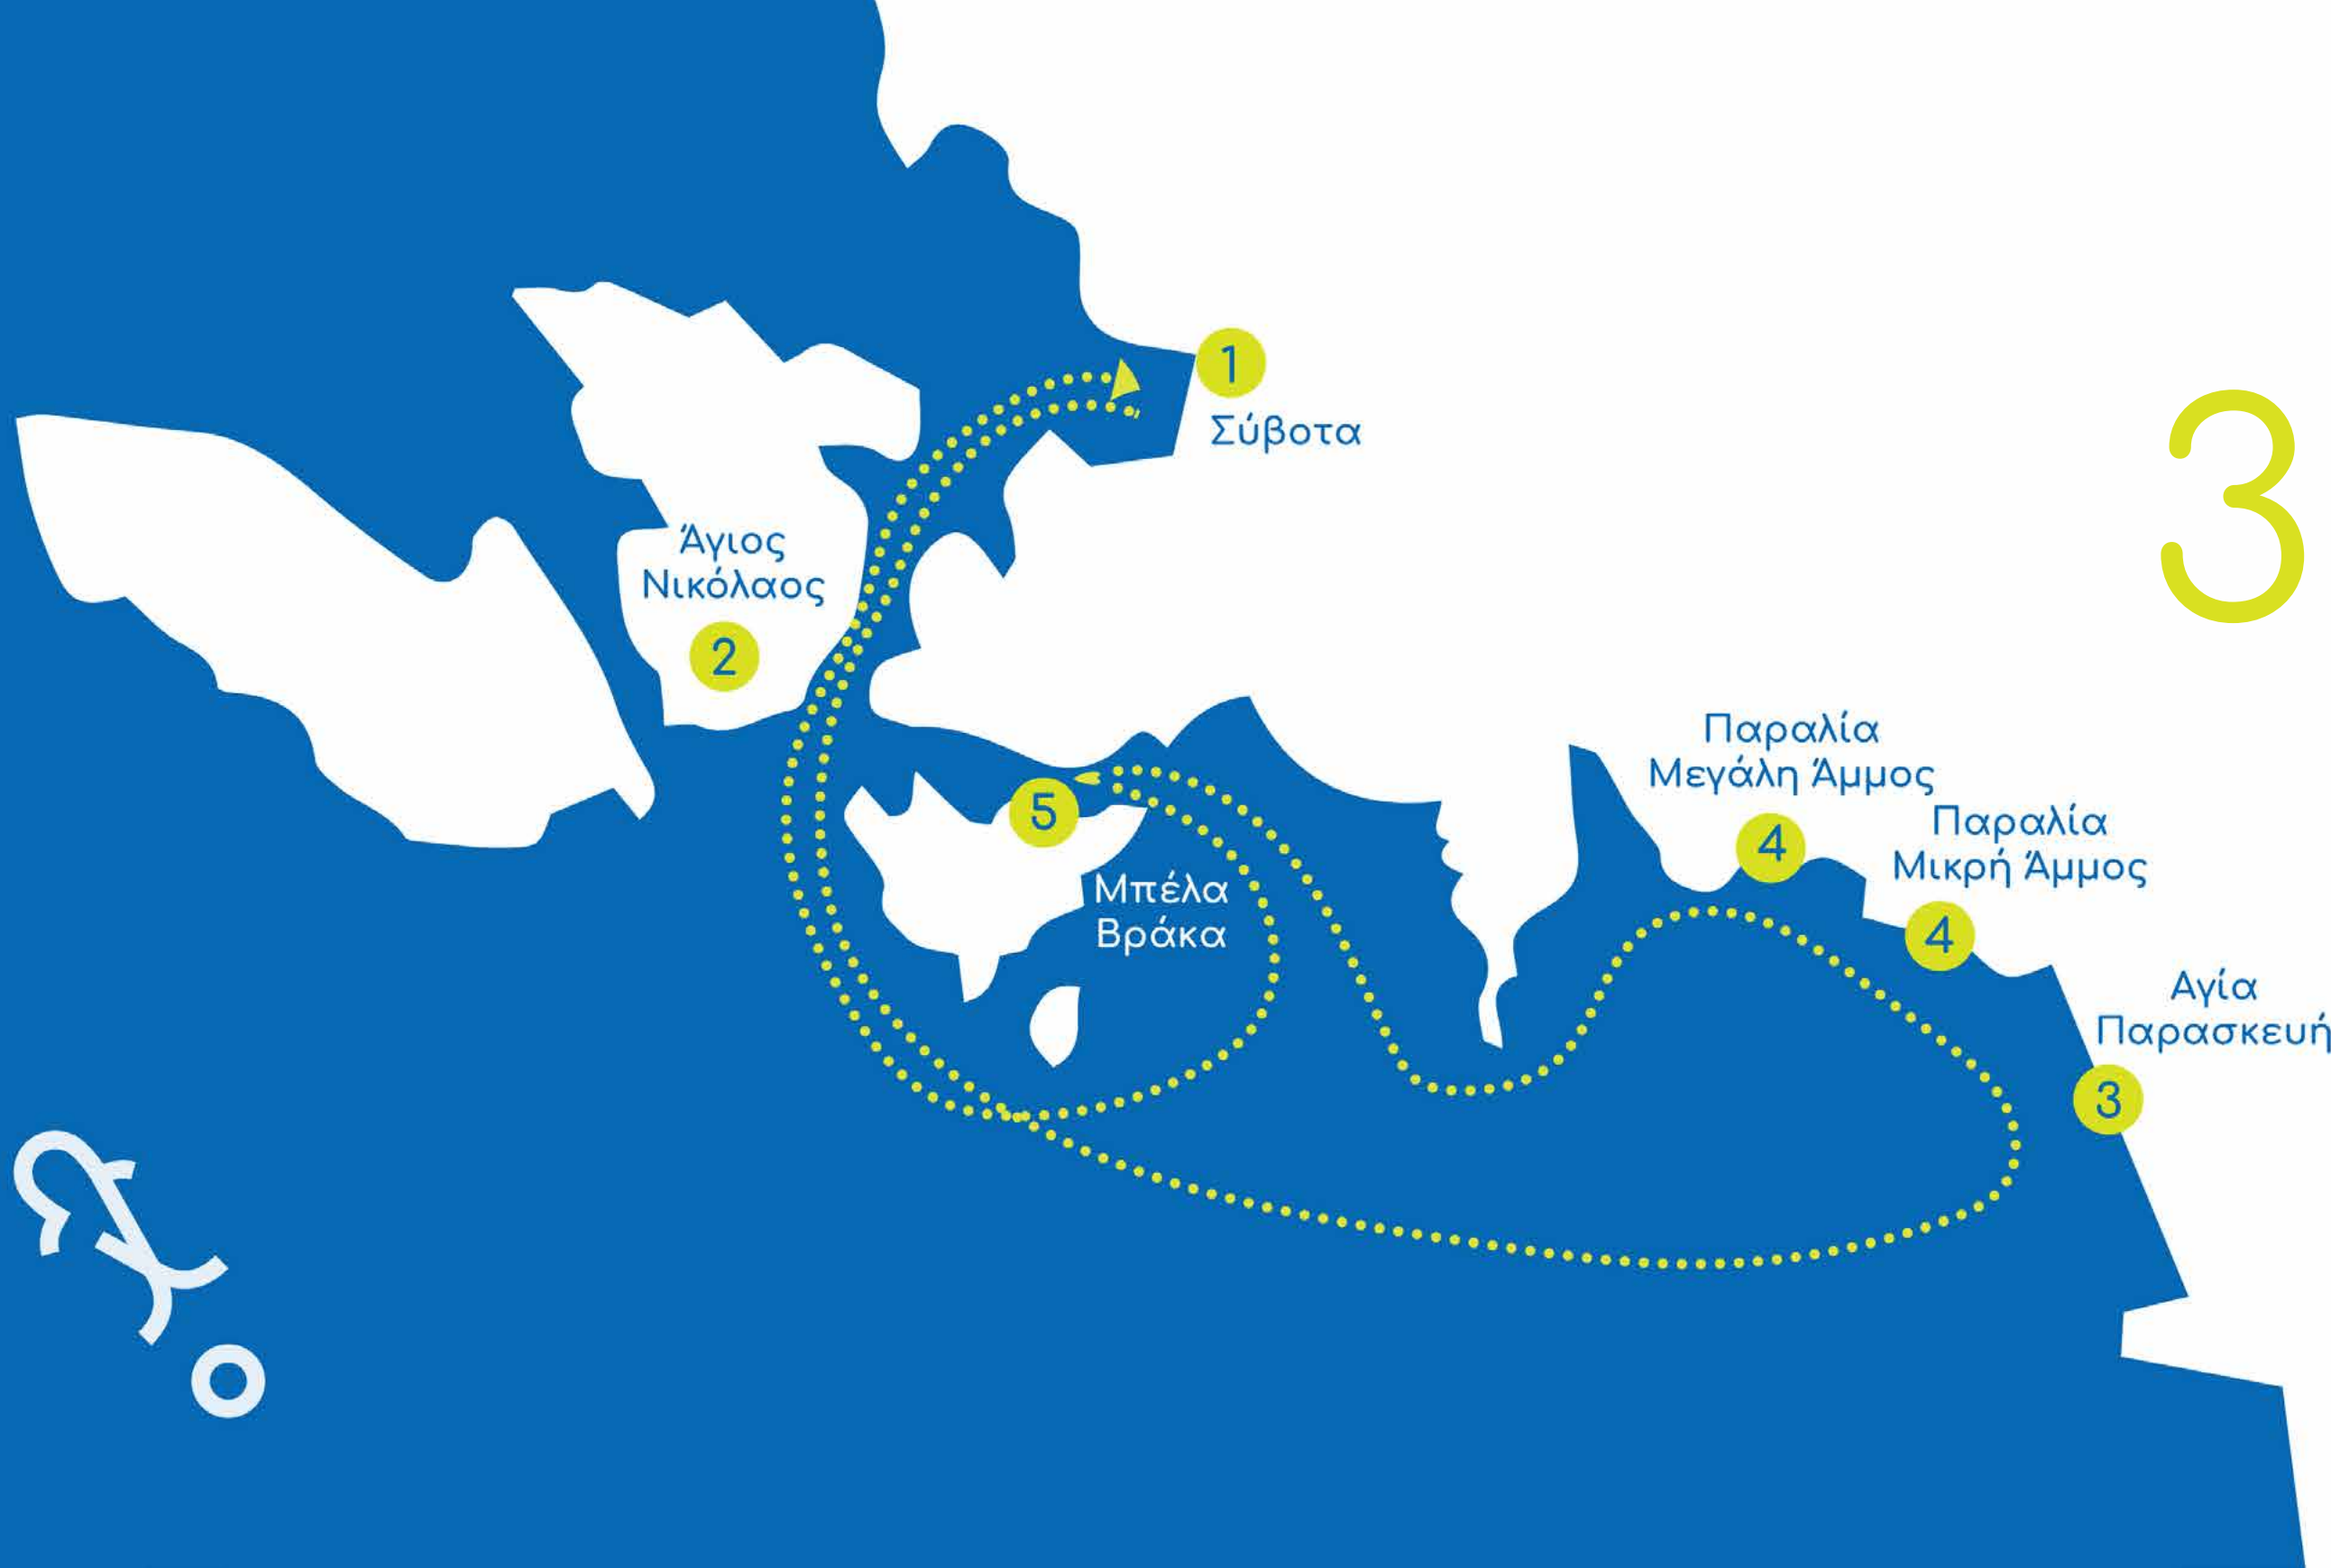 1
Σύβοτα
3
Άγιος
Νικόλαος
2
Παραλία
Μεγάλη Άμμος
4
Παραλία
Μικρή Άμμος
4
5
Μπέλα
Βράκα
Αγία
Παρασκευή
3